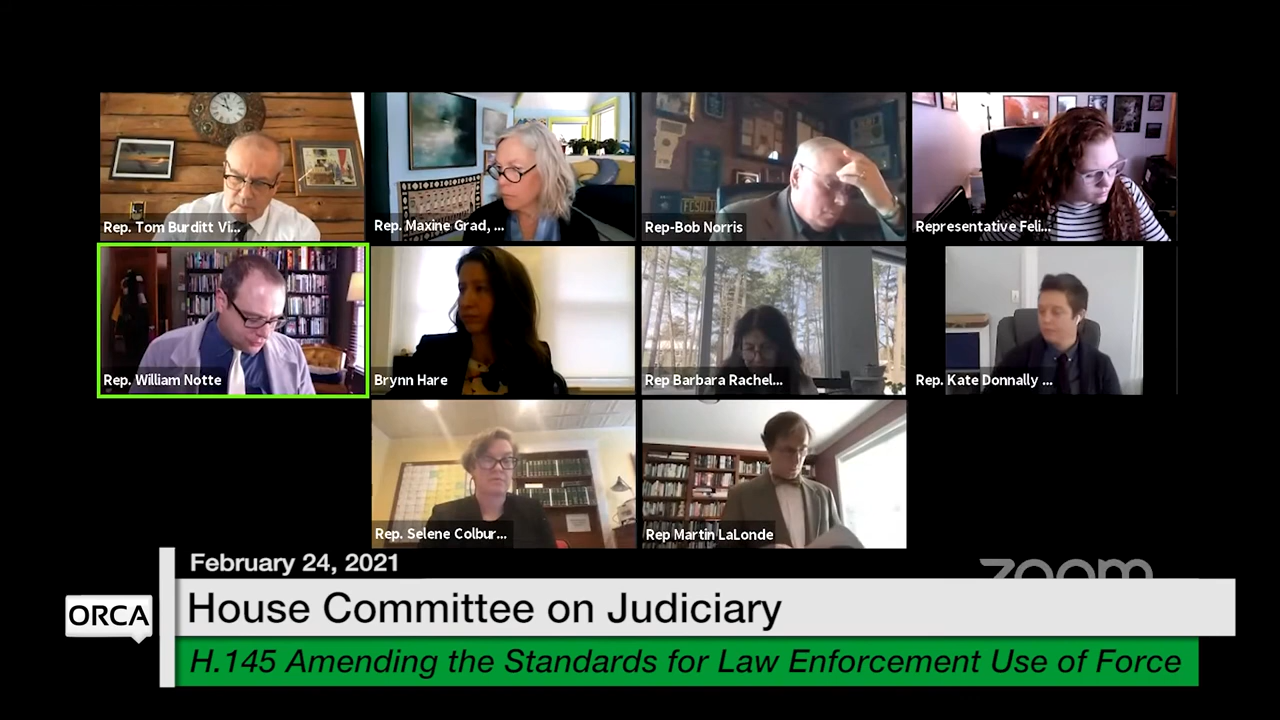 Rep. Tom Burditt Vi...
Rep. Maxine Grad, ...
Rep-Bob Norris
Representative Feli...
Rep. William Notte
Brynn Hare
Rep Barbara Rachel...
Rep. Kate Donnally ...
Rep. Selene Colbur...
Rep Martin LaLonde
February 24, 2021
zoom
ORCA
House Committee on Judiciary
H.145 Amending the Standards for Law Enforcement Use of Force